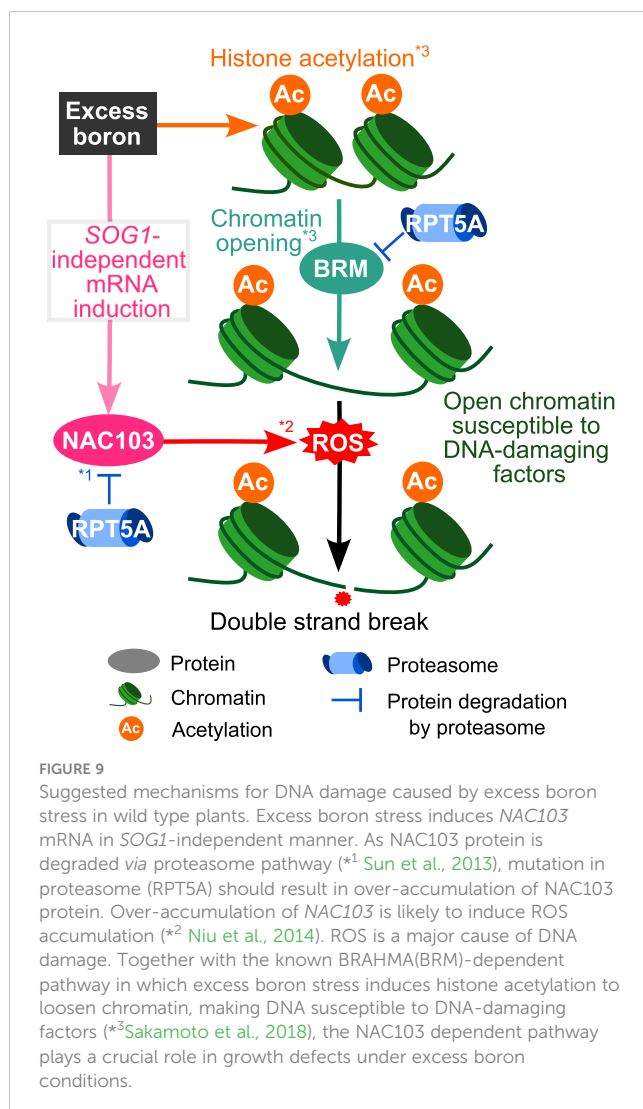 Histone acetylation*3
Ac
Ac
Excess
boron
Chromatin
opening*3
RPT5A
BRM
SOG1-
independent
mRNA
induction
Ac
Ac
Open chromatin
susceptible to
DNA-damaging
factors
NAC103
*2
ROS
*1
RPT5A
Ac
Ac
Double strand break
Protein
Proteasome
Chromatin
Protein degradation
by proteasome
Ac
Acetylation
FIGURE 9
Suggested mechanisms for DNA damage caused by excess boron
stress in wild type plants. Excess boron stress induces NAC103
mRNA in SOG1-independent manner. As NAC103 protein is
degraded via proteasome pathway (*1 Sun et al., 2013), mutation in
proteasome (RPT5A) should result in over-accumulation of NAC103
protein. Over-accumulation of NAC103 is likely to induce ROS
accumulation (*2 Niu et al., 2014). ROS is a major cause of DNA
damage. Together with the known BRAHMA(BRM)-dependent
pathway in which excess boron stress induces histone acetylation to
loosen chromatin, making DNA susceptible to DNA-damaging
factors (*3Sakamoto et al., 2018), the NAC103 dependent pathway
plays a crucial role in growth defects under excess boron
conditions.